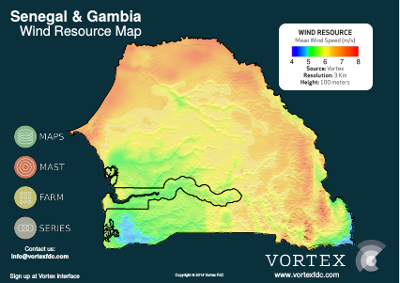 Senegal & Gambia
Wind Resource Map
WIND RESOURCE
Mean Wind Speed (m/s)
4 5 6 7 8
Source: Vortex
Resolution: 3 Km
Height: 100 meters
MAPS
MAST
FARM
SERIES
Contact us:
info@vortexfdc.com
Sign up at Vortex Interface
Copyright © 2014 Vortex FdC
VORTEX
www.vortexfdc.com